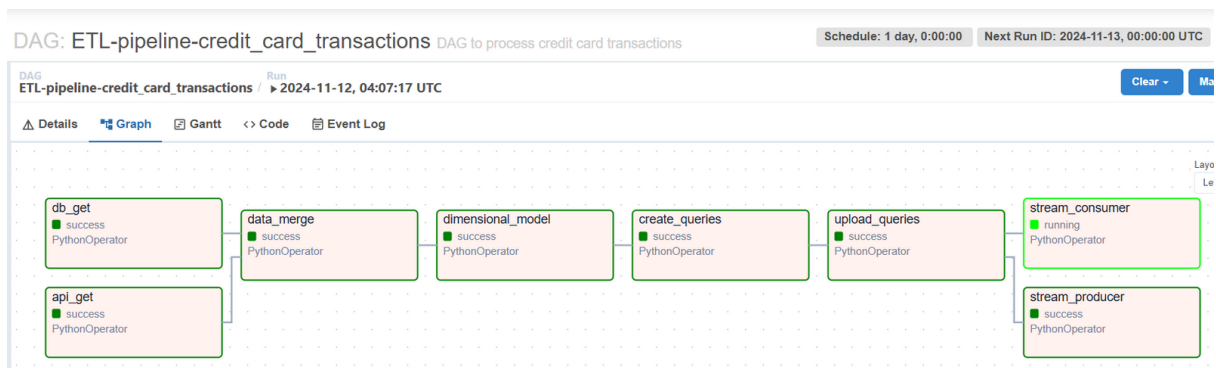 DAG: ETL-pipeline-credit_card_transactions DAG to process credit card transactions
Schedule: 1 day, 0:00:00
Next Run ID: 2024-11-13, 00:00:00 UTC
DAG
ETL-pipeline-credit_card_transactions /
Run
2024-11-12, 04:07:17 UTC
Clear
Ma
Details
Graph
Gantt
Code
Event Log
Layo
Le
db_get
success
PythonOperator
api_get
success
PythonOperator
data_merge
success
PythonOperator
dimensional_model
success
PythonOperator
create_queries
success
PythonOperator
upload_queries
success
PythonOperator
stream_consumer
running
PythonOperator
stream_producer
success
PythonOperator